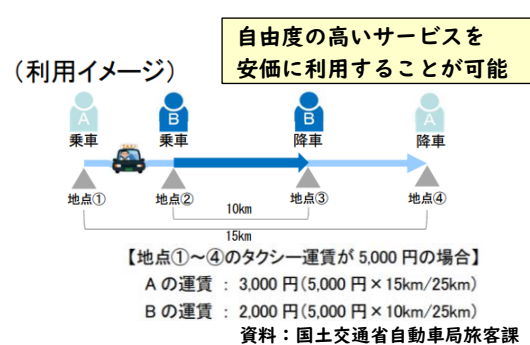 自由度の高いサービスを
安価に利用することが可能
（利用イメージ）
A B B A
乗車 乗車 降車 降車
地点① 地点② 地点③ 地点④
10km
15km
【地点①～④のタクシー運賃が 5,000 円の場合】
A の運賃 ： 3,000 円（5,000 円×15km/25km）
B の運賃 ： 2,000 円（5,000 円×10km/25km）
資料：国土交通省自動車局旅客課